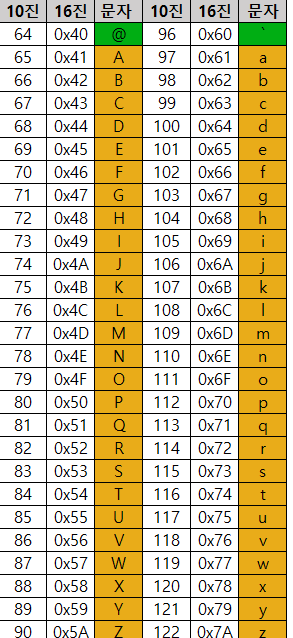 10진 16진 문자 10진 16진 문자
64 0x40 @ 96 0x60 `
65 0x41 A 97 0x61 a
66 0x42 B 98 0x62 b
67 0x43 C 99 0x63 c
68 0x44 D 100 0x64 d
69 0x45 E 101 0x65 e
70 0x46 F 102 0x66 f
71 0x47 G 103 0x67 g
72 0x48 H 104 0x68 h
73 0x49 I 105 0x69 i
74 0x4A J 106 0x6A j
75 0x4B K 107 0x6B k
76 0x4C L 108 0x6C l
77 0x4D M 109 0x6D m
78 0x4E N 110 0x6E n
79 0x4F O 111 0x6F o
80 0x50 P 112 0x70 p
81 0x51 Q 113 0x71 q
82 0x52 R 114 0x72 r
83 0x53 S 115 0x73 s
84 0x54 T 116 0x74 t
85 0x55 U 117 0x75 u
86 0x56 V 118 0x76 v
87 0x57 W 119 0x77 w
88 0x58 X 120 0x78 x
89 0x59 Y 121 0x79 y
90 0x5A Z 122 0x7A z